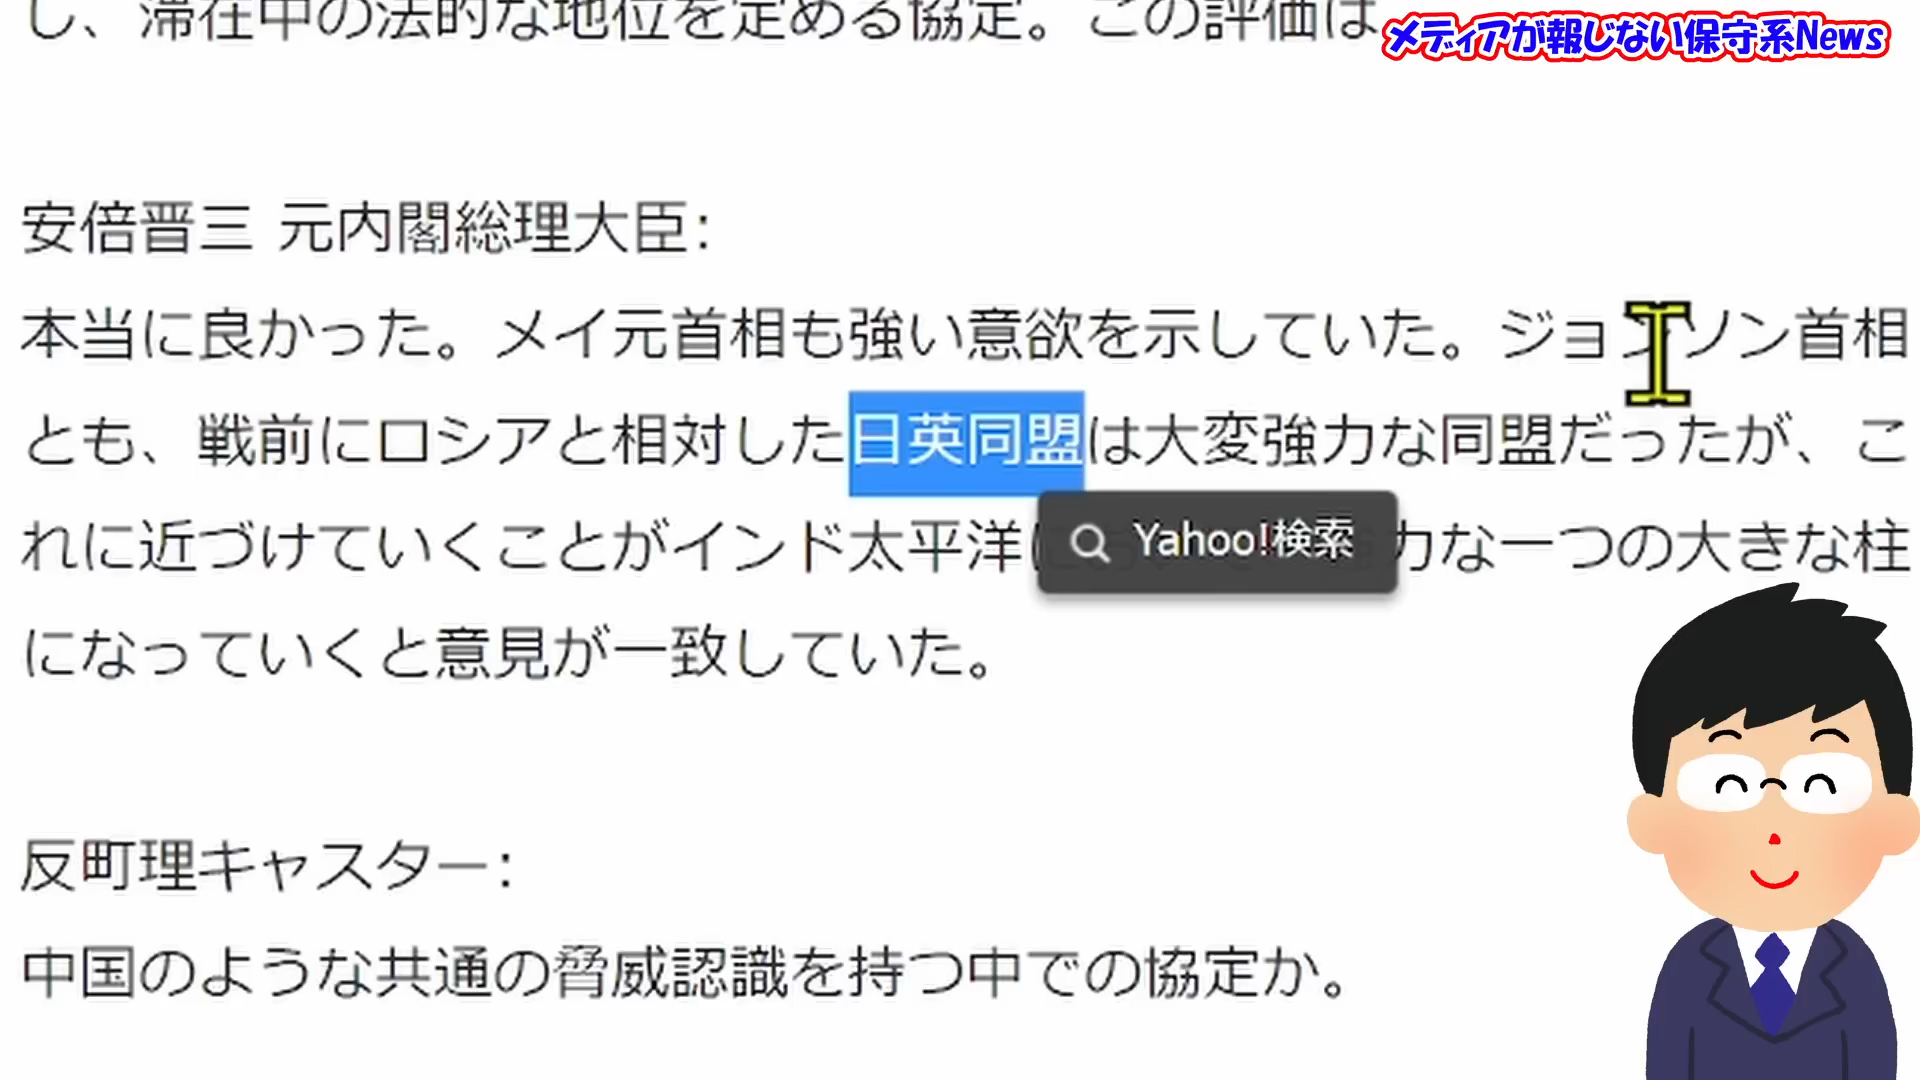 し、滞在中の法的な地位を定める協定。この評価は
メディアが報じない保守系News
安倍晋三 元内閣総理大臣:
本当に良かった。メイ元首相も強い意欲を示していた。ジョンソン首相
とも、戦前にロシアと相対した日英同盟は大変強力な同盟だったが、こ
れに近づけていくことがインド太平洋 力な一つの大きな柱
Yahoo!検索
になっていくと意見が一致していた。
反町理キャスター:
中国のような共通の脅威認識を持つ中での協定か。